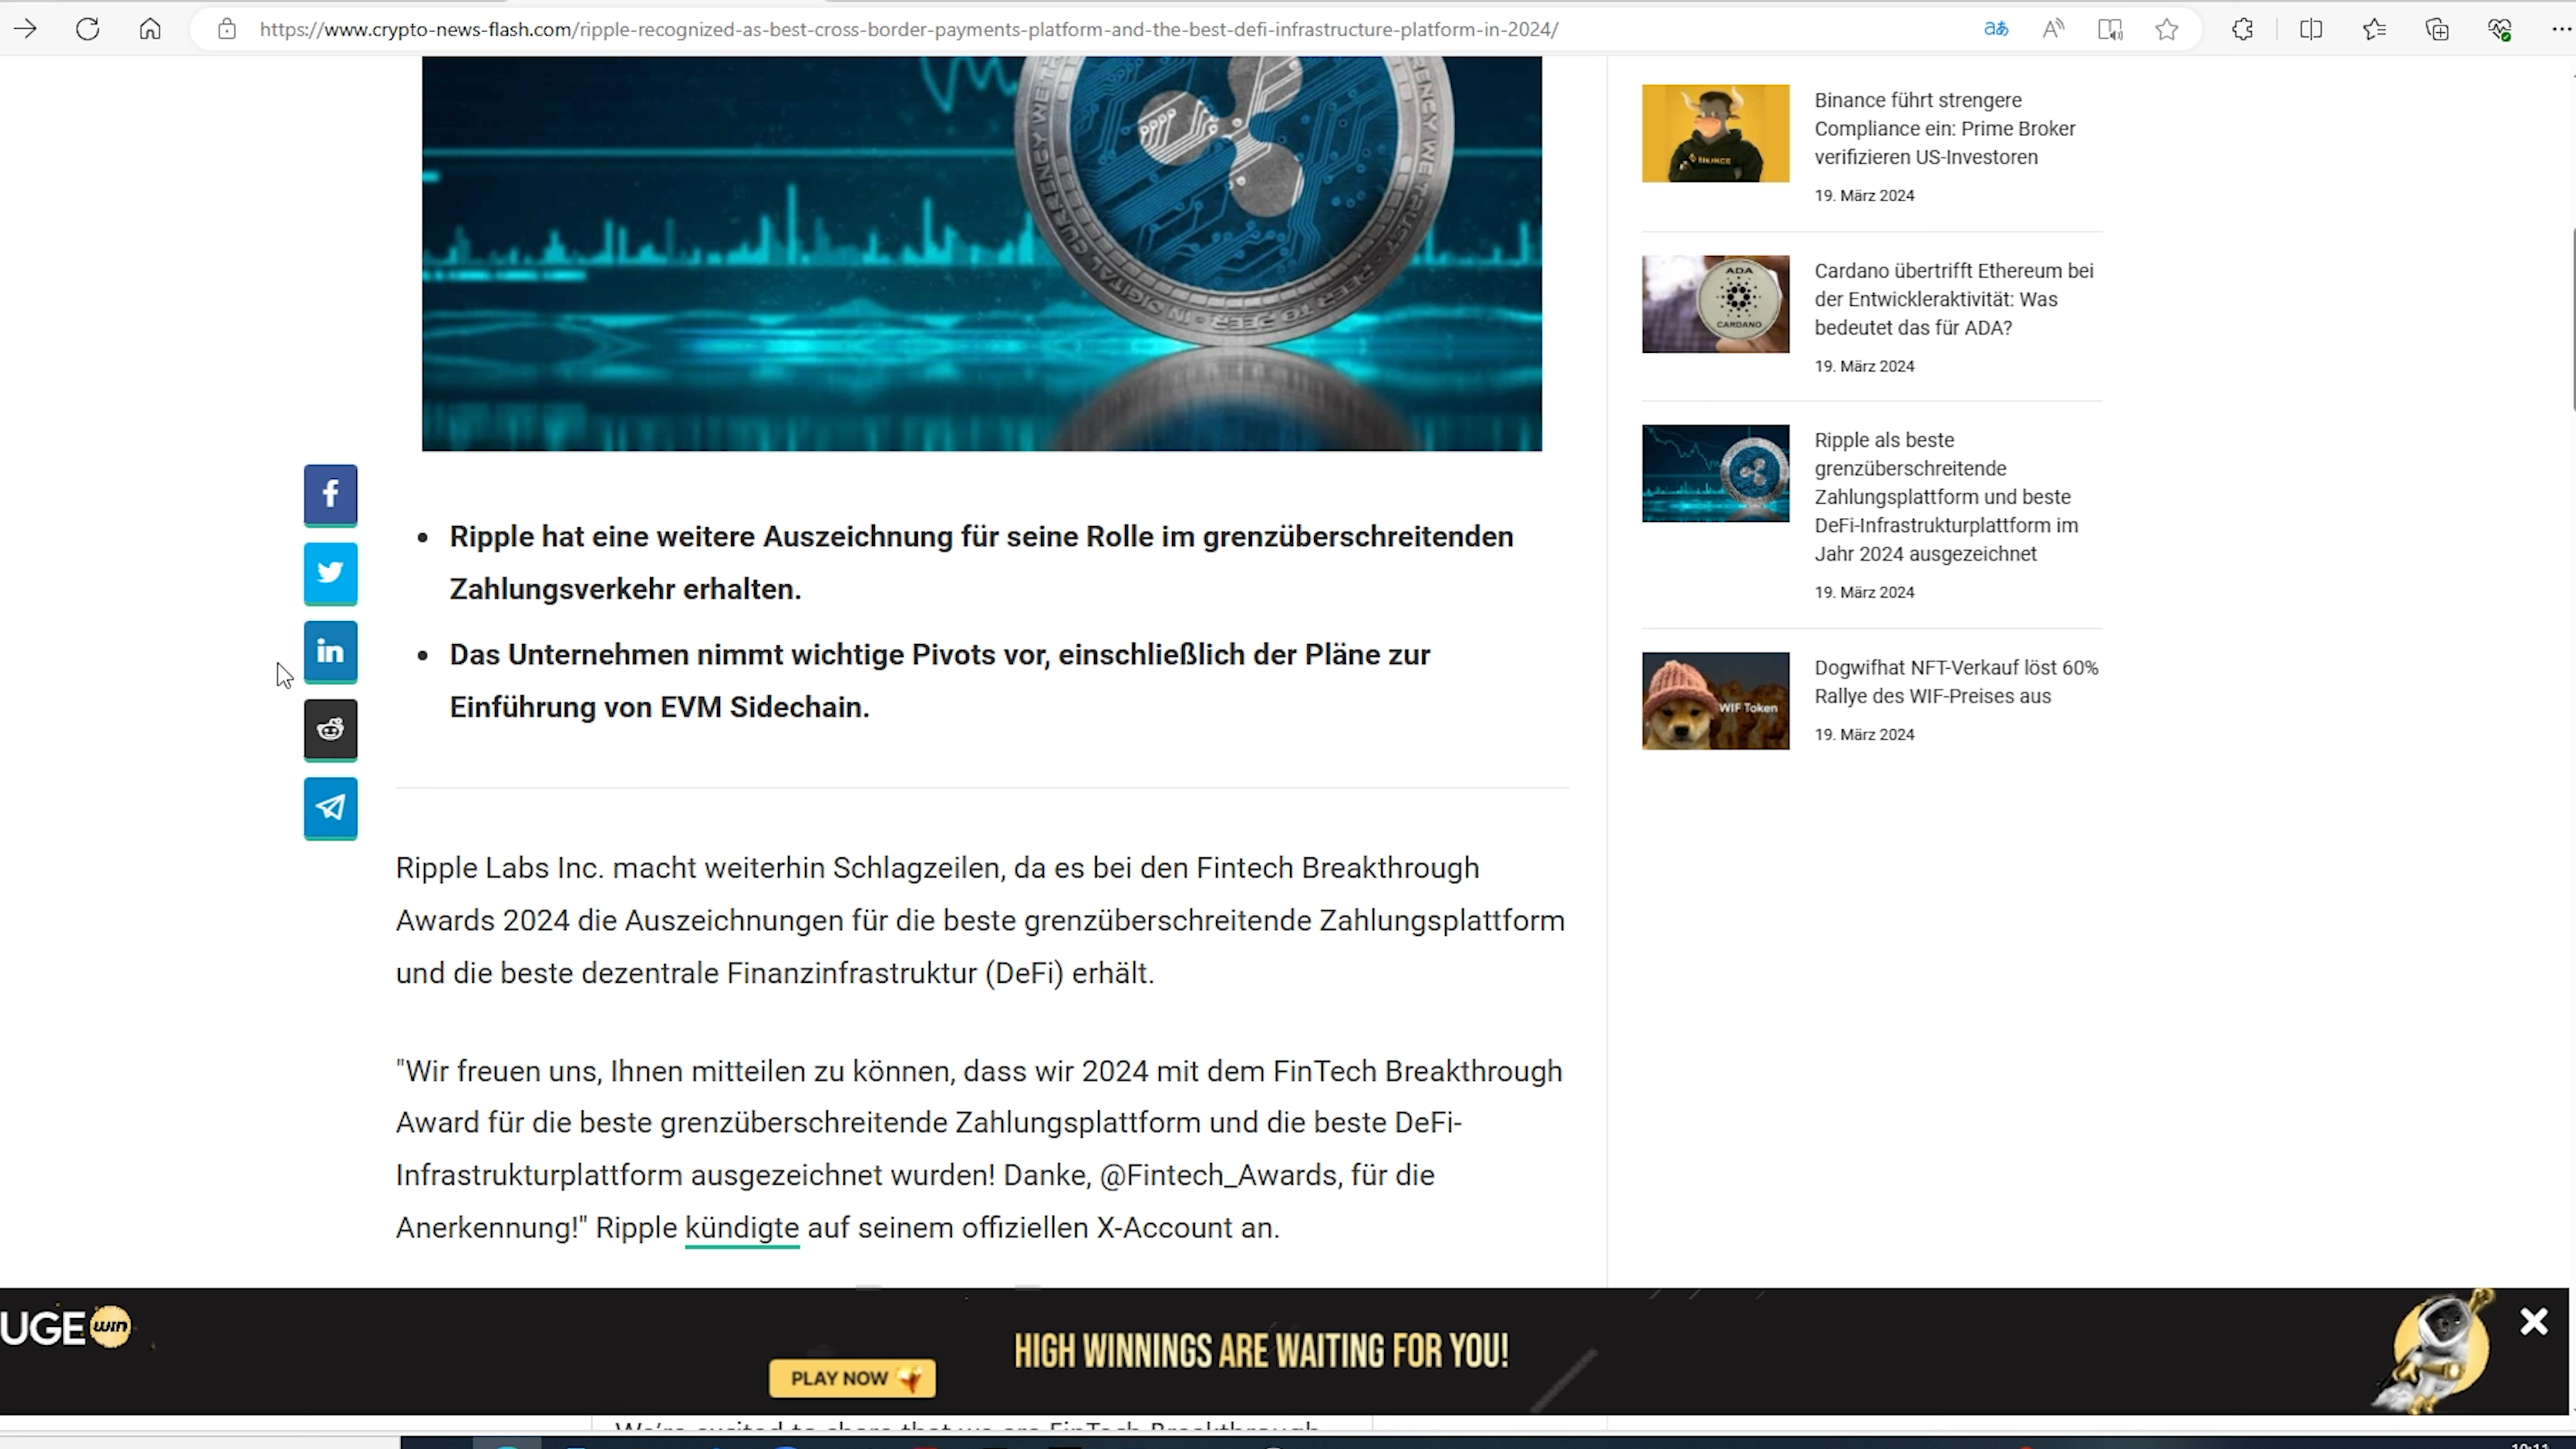 https://www.crypto-news-flash.com/ripple-recognized-as-best-cross-border-payments-platform-and-the-best-defi-infrastructure-platform-in-2024/
Ripple hat eine weitere Auszeichnung für seine Rolle im grenzüberschreitenden
Zahlungsverkehr erhalten.
Das Unternehmen nimmt wichtige Pivots vor, einschließlich der Pläne zur
Einführung von EVM Sidechain.
Ripple Labs Inc. macht weiterhin Schlagzeilen, da es bei den Fintech Breakthrough
Awards 2024 die Auszeichnungen für die beste grenzüberschreitende Zahlungsplattform
und die beste dezentrale Finanzinfrastruktur (DeFi) erhält.
"Wir freuen uns, Ihnen mitteilen zu können, dass wir 2024 mit dem FinTech Breakthrough
Award für die beste grenzüberschreitende Zahlungsplattform und die beste DeFi-
Infrastrukturplattform ausgezeichnet wurden! Danke, @Fintech_Awards, für die
Anerkennung!" Ripple kündigte auf seinem offiziellen X-Account an.
Binance führt strengere
Compliance ein: Prime Broker
verifizieren US-Investoren
19. März 2024
ADA
CARDANO
Cardano übertrifft Ethereum bei
der Entwickleraktivität: Was
bedeutet das für ADA?
19. März 2024
Ripple als beste
grenzüberschreitende
Zahlungsplattform und beste
DeFi-Infrastrukturplattform im
Jahr 2024 ausgezeichnet
19. März 2024
WIF Token
Dogwifhat NFT-Verkauf löst 60%
Rallye des WIF-Preises aus
19. März 2024
UGE win
HIGH WINNINGS ARE WAITING FOR YOU!
PLAY NOW